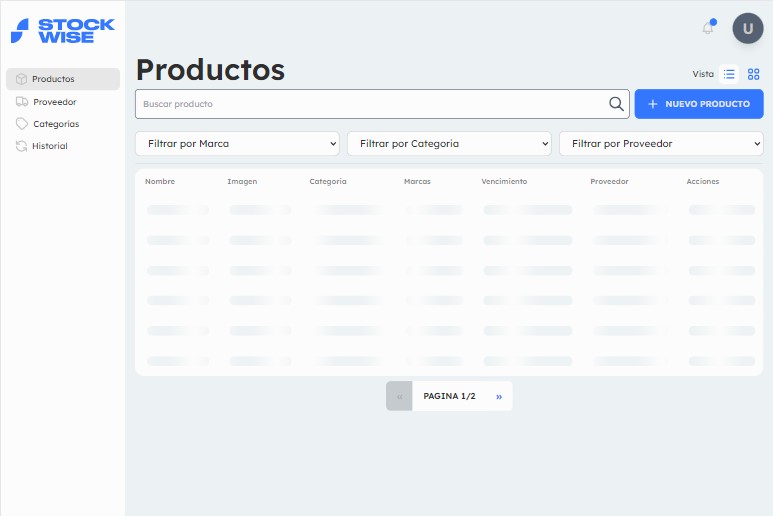 STOCK
WISE
U
Productos
Proveedor
Categorias
Historial
Productos
Vista
Buscar producto
NUEVO PRODUCTO
Filtrar por Marca
Filtrar por Categoria
Filtrar por Proveedor
Nombre Imagen Categoria Marcas Vencimiento Proveedor Acciones
« PAGINA 1/2 »